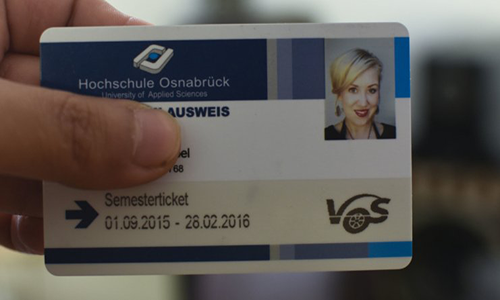 Hochschule Osnabrück
University of Applied Sciences
AUSWEIS
Semesterticket
01.09.2015 - 28.02.2016
VOS